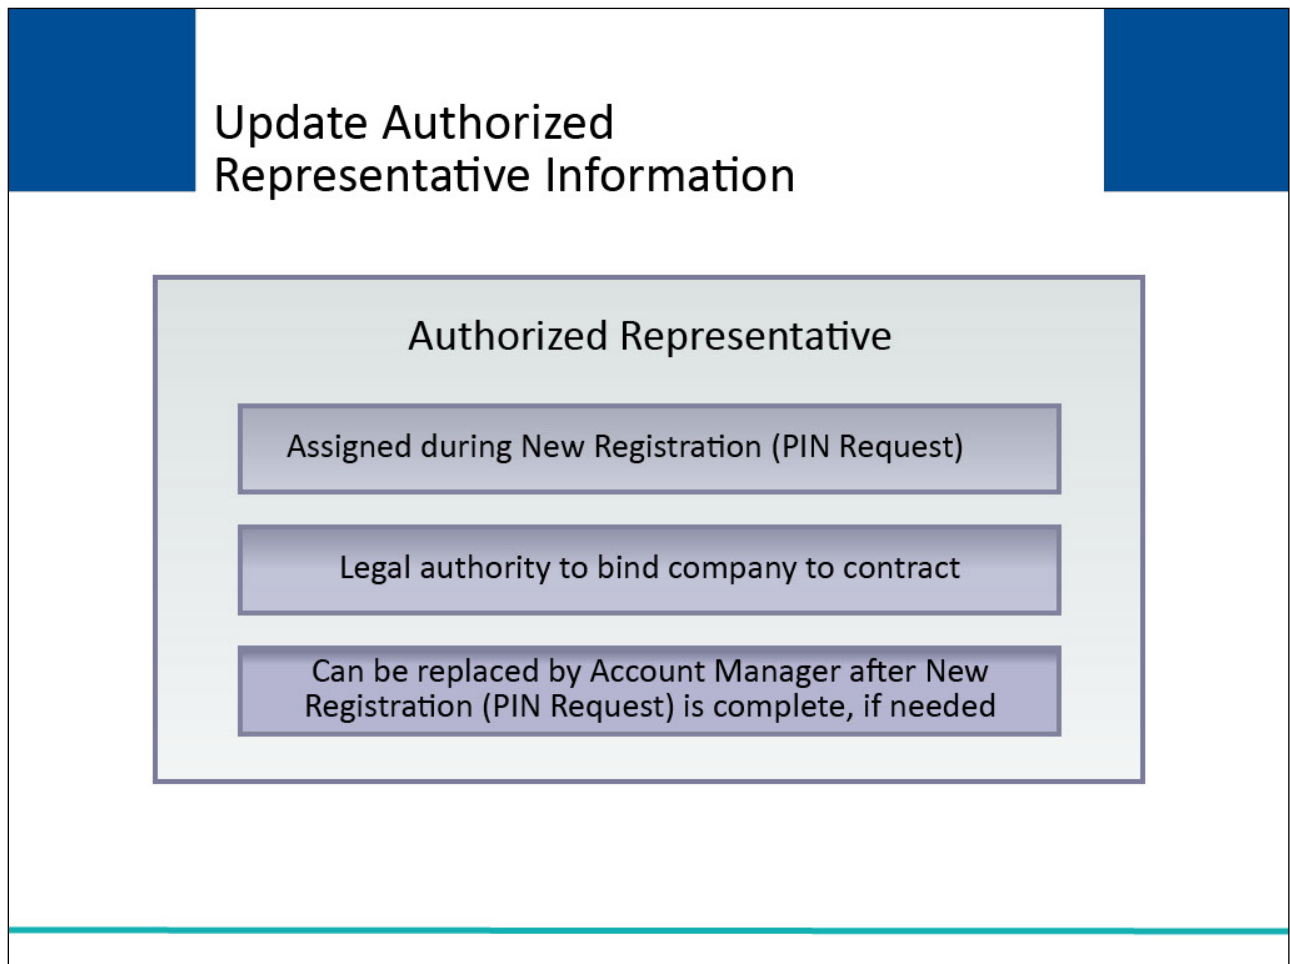 Update Authorized
Representative Information
Authorized Representative
Assigned during New Registration (PIN Request)
Legal authority to bind company to contract
Can be replaced by Account Manager after New
Registration (PIN Request) is complete, if needed